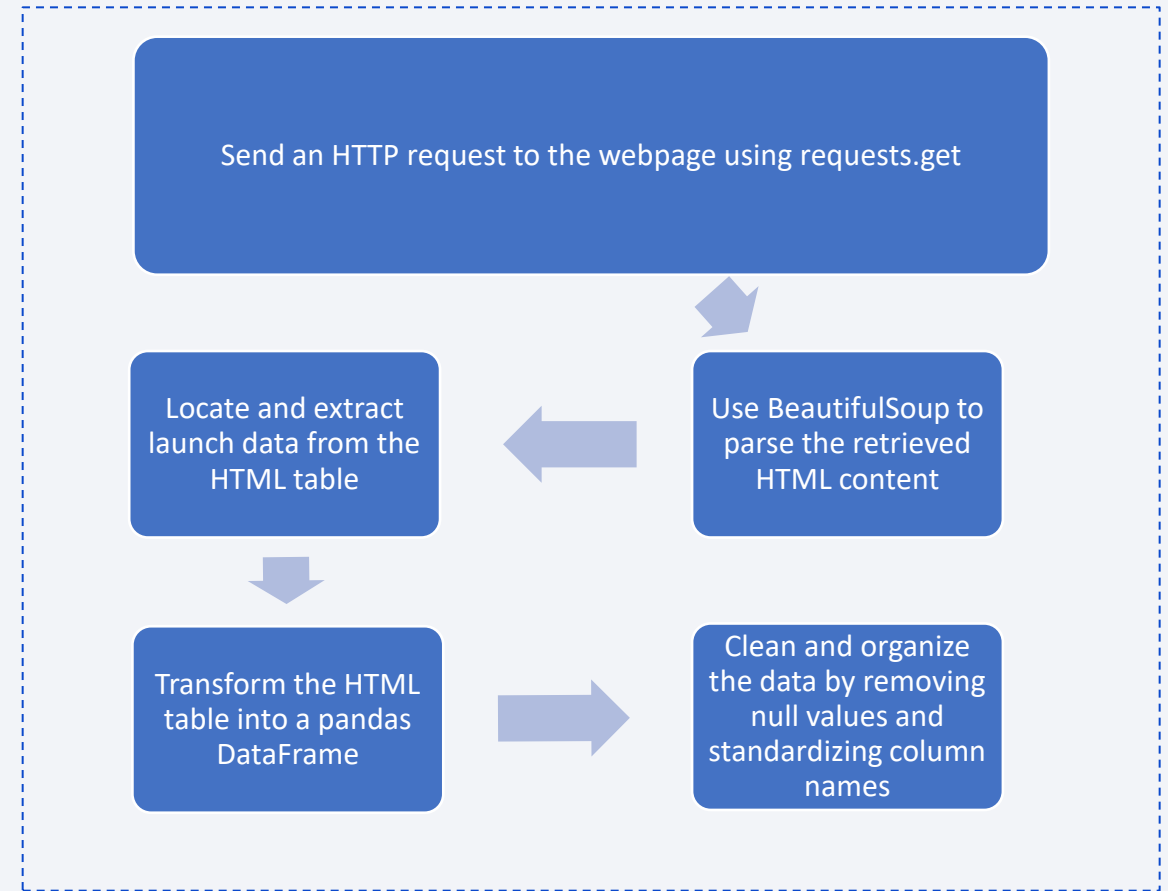 Send an HTTP request to the webpage using requests.get
Use BeautifulSoup to
parse the retrieved
HTML content
Locate and extract
launch data from the
HTML table
Transform the HTML
table into a pandas
DataFrame
Clean and organize
the data by removing
null values and
standardizing column
names